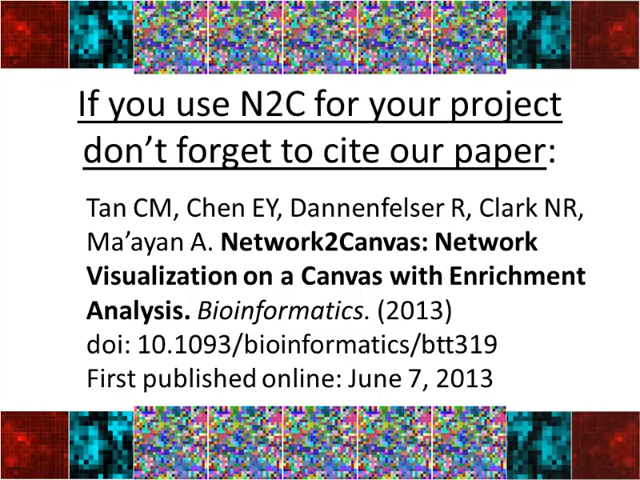 If you use N2C for your project
don’t forget to cite our paper:
Tan CM, Chen EY, Dannenfelser R, Clark NR,
Ma’ayan A. Network2Canvas: Network
Visualization on a Canvas with Enrichment
Analysis. Bioinformatics. (2013)
doi: 10.1093/bioinformatics/btt319
First published online: June 7, 2013